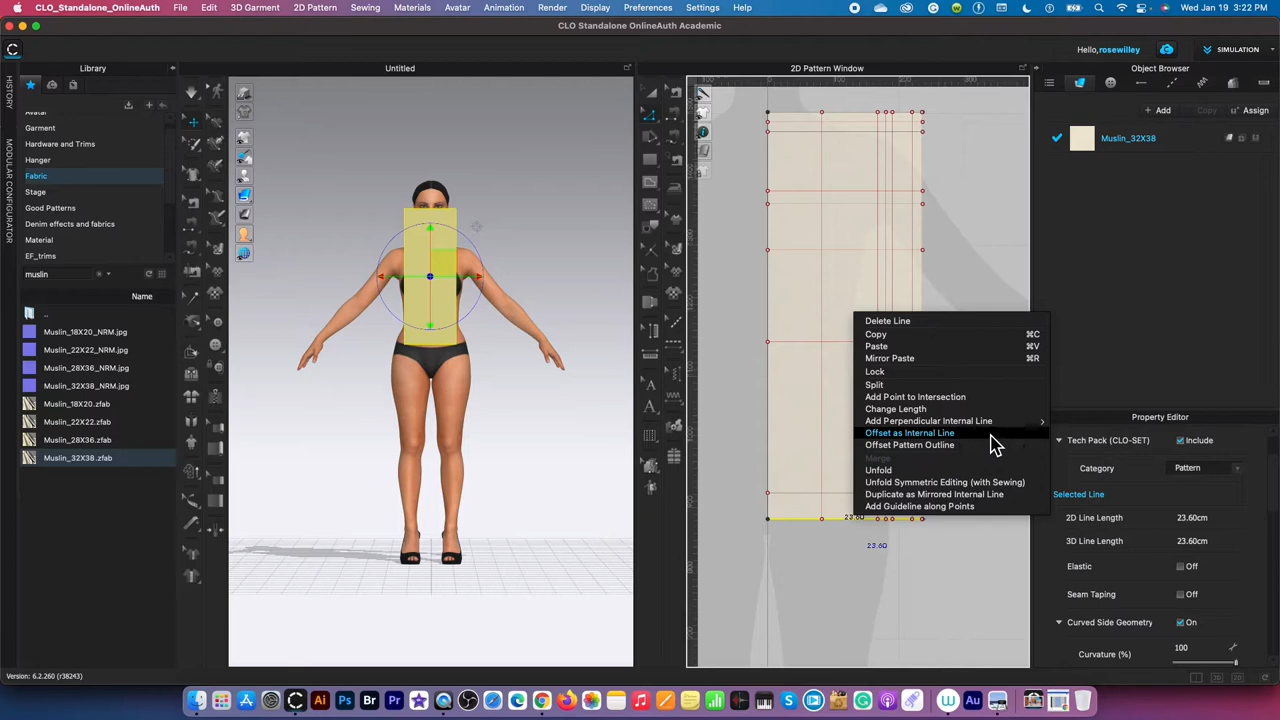 CLO_Standalone_OnlineAuth File Edit 3D Garment 2D Pattern Sewing Materials Avatar Animation Render Display Preferences Settings Help Wed Jan 19 3:22 PM
CLO Standalone OnlineAuth Academic
Hello, rosewilley SIMULATION
HISTORY
MODULAR CONFIGURATOR
Library
Garment
Hardware and Trims
Hanger
Fabric
Stage
Good Patterns
Denim effects and fabrics
Material
EF_trims
muslin
Name
..
Muslin_18X20_NRM.jpg
Muslin_22X22_NRM.jpg
Muslin_28X36_NRM.jpg
Muslin_32X38_NRM.jpg
Muslin_18X20.zfab
Muslin_22X22.zfab
Muslin_28X36.zfab
Muslin_32X38.zfab
Untitled
2D Pattern Window
Delete Line
Copy ⌘C
Paste ⌘V
Mirror Paste ⌘R
Lock
Split
Add Point to Intersection
Change Length
Add Perpendicular Internal Line
Offset as Internal Line
Offset Pattern Outline
Merge
Unfold
Unfold Symmetric Editing (with Sewing)
Duplicate as Mirrored Internal Line
Add Guideline along Points
23.60
23.60
Object Browser
Add Copy Assign
Muslin_32X38
Property Editor
Tech Pack (CLO-SET) Include
Category Pattern
Selected Line
2D Line Length 23.60cm
3D Line Length 23.60cm
Elastic Off
Seam Taping Off
Curved Side Geometry On
Curvature (%) 100
Version: 6.2.260 (r38243)